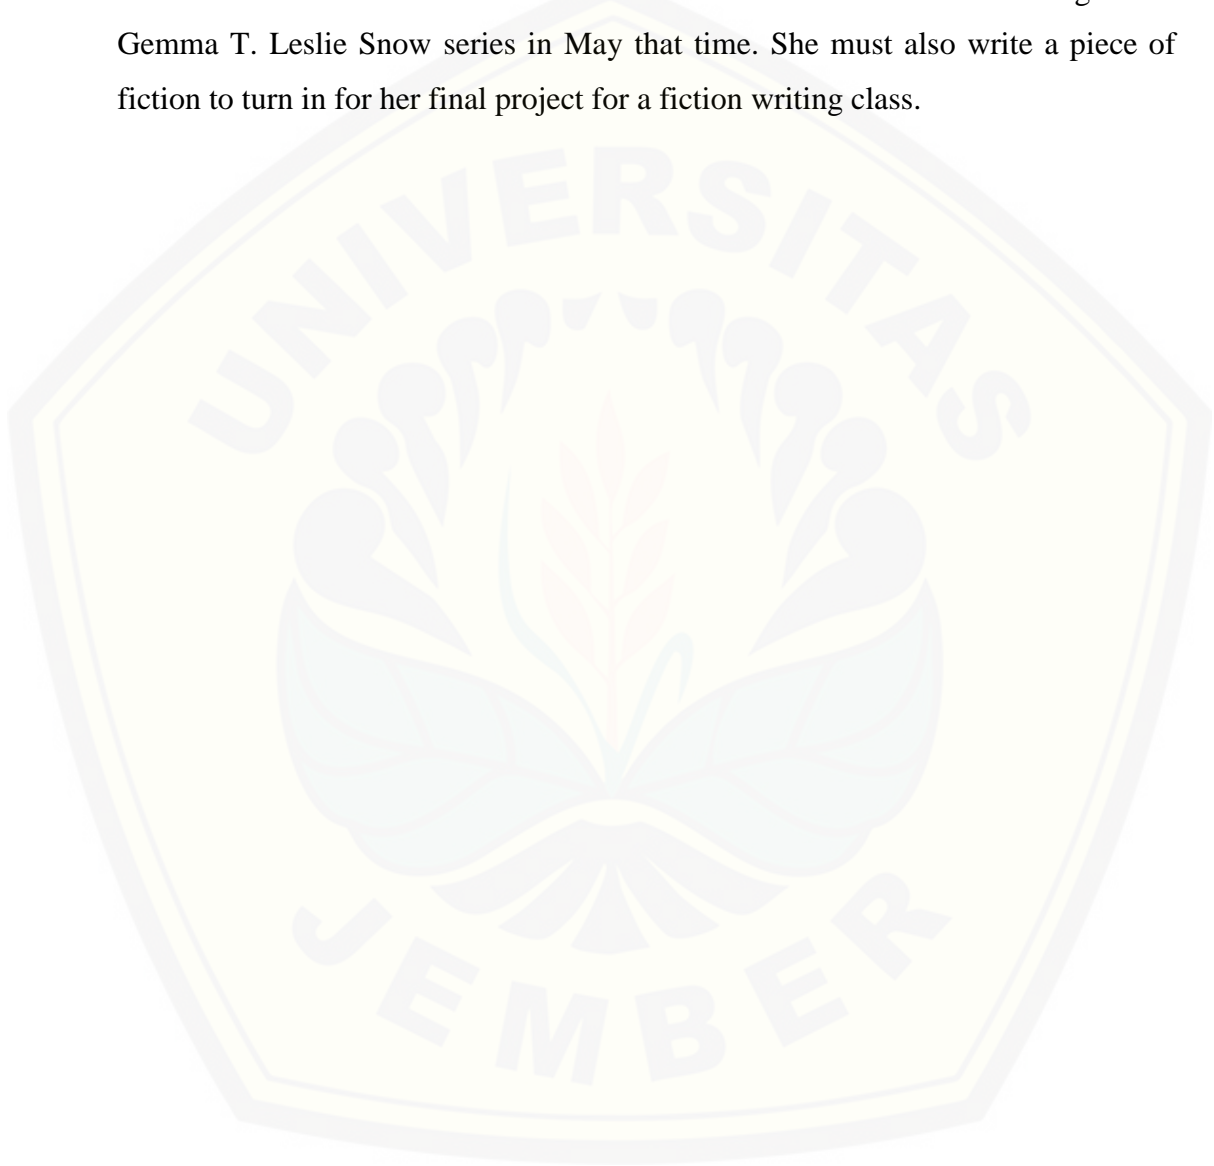 Gemma T. Leslie Snow series in May that time. She must also write a piece of
fiction to turn in for her final project for a fiction writing class.
UNIVERSITAS
JEMBER